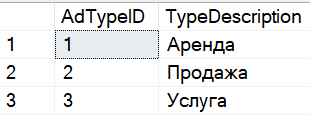 AdTypeID TypeDescription
1 1 Аренда
2 2 Продажа
3 3 Услуга